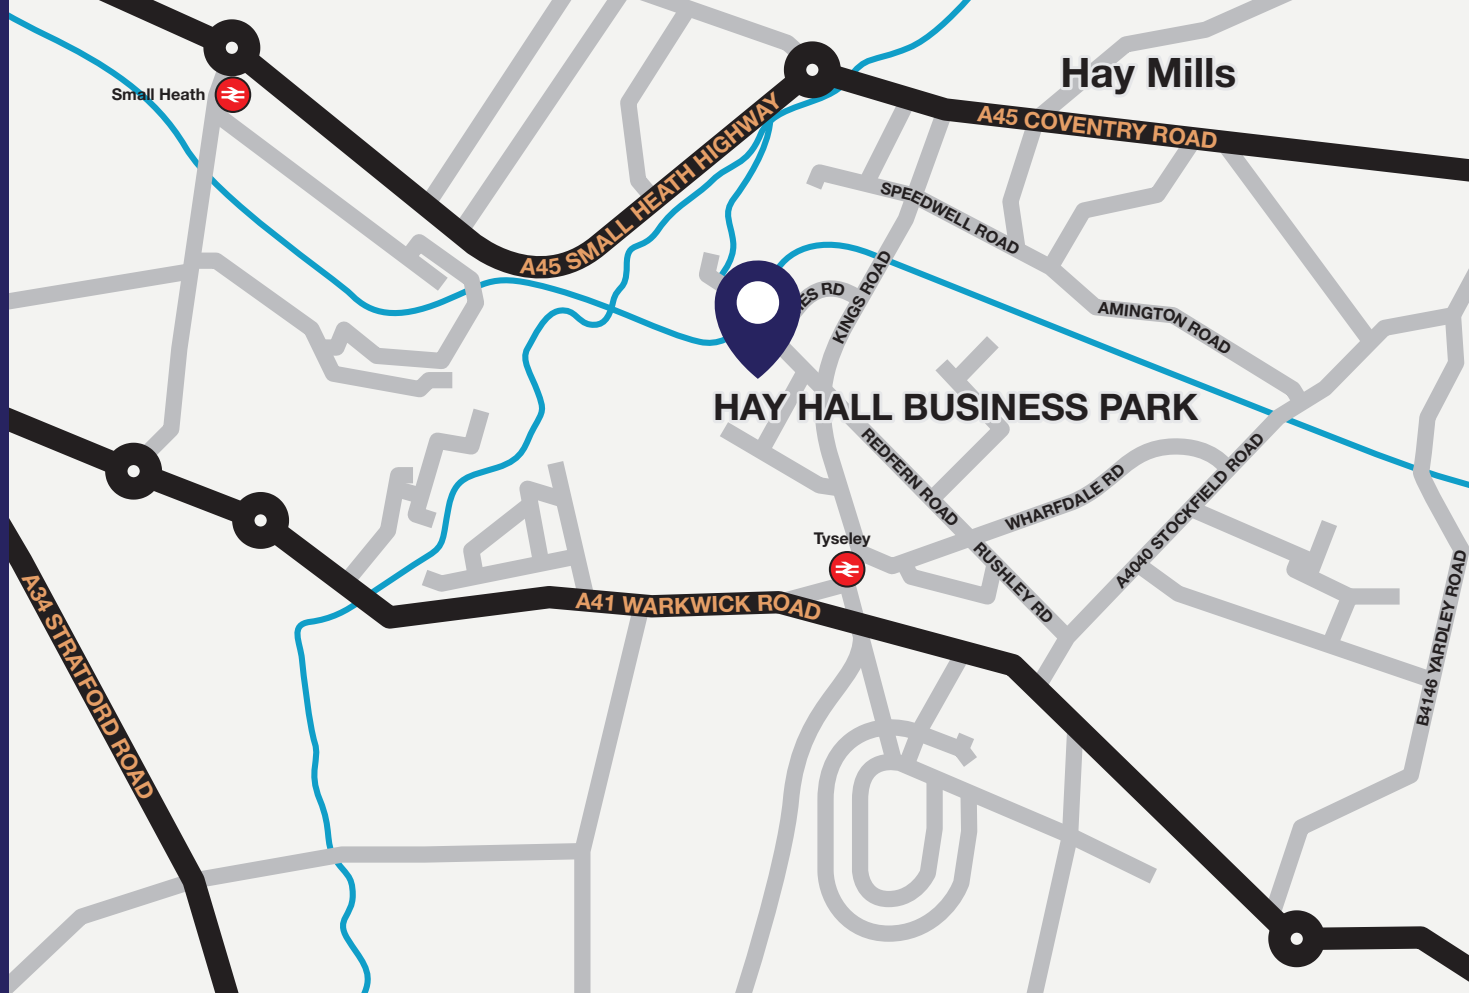 Hay Mills
Small Heath
A45 COVENTRY ROAD
A45 SMALL HEATH HIGHWAY
SPEEDWELL ROAD
KINGS ROAD
RD
AMINGTON ROAD
HAY HALL BUSINESS PARK
REDFERN ROAD
WHARFDALE RD
A4040 STOCKFIELD ROAD
Tyseley
RUSHLEY RD
A41 WARKWICK ROAD
A34 STRATFORD ROAD
B4146 YARDLEY ROAD